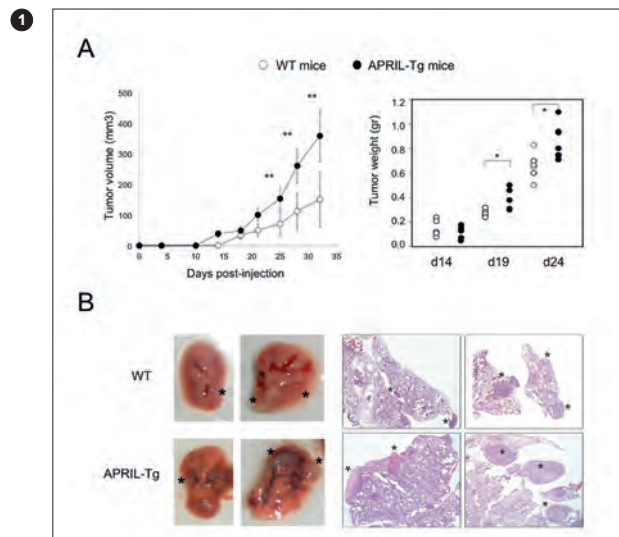 1
A
WT mice
APRIL-Tg mice
Tumor volume (mm3)
500
400
300
200
100
0
**
**
**
0 5 10 15 20 25 30 35
Days post-injection
Tumor weight (gr)
1.2
1.0
0.8
0.6
0.4
0.2
0.0
*
*
d14 d19 d24
B
WT
* * * * * * *
APRIL-Tg
* * * * * * * *